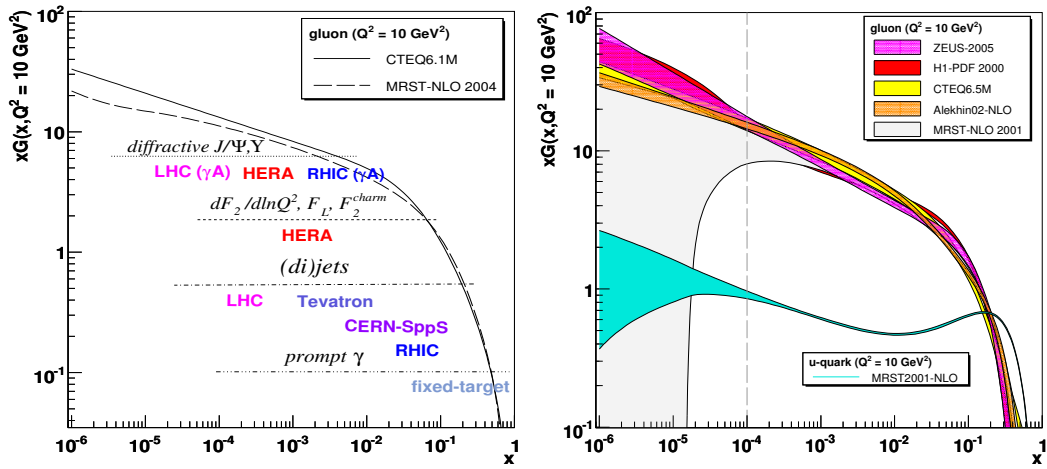 xG(x,Q² = 10 GeV²)
10²
10
1
10⁻¹
gluon (Q² = 10 GeV²)
CTEQ6.1M
MRST-NLO 2004
diffractive J/Ψ,Υ
LHC (γA) HERA RHIC (γA)
dF₂/dlnQ², F_L, F₂^charm
HERA
(di)jets
LHC Tevatron
CERN-SppS
RHIC
prompt γ
fixed-target
10⁻⁶ 10⁻⁵ 10⁻⁴ 10⁻³ 10⁻² 10⁻¹ 1
x
xG(x,Q² = 10 GeV²)
10²
10
1
10⁻¹
gluon (Q² = 10 GeV²)
ZEUS-2005
H1-PDF 2000
CTEQ6.5M
Alekhin02-NLO
MRST-NLO 2001
u-quark (Q² = 10 GeV²)
MRST2001-NLO
10⁻⁶ 10⁻⁵ 10⁻⁴ 10⁻³ 10⁻² 10⁻¹ 1
x